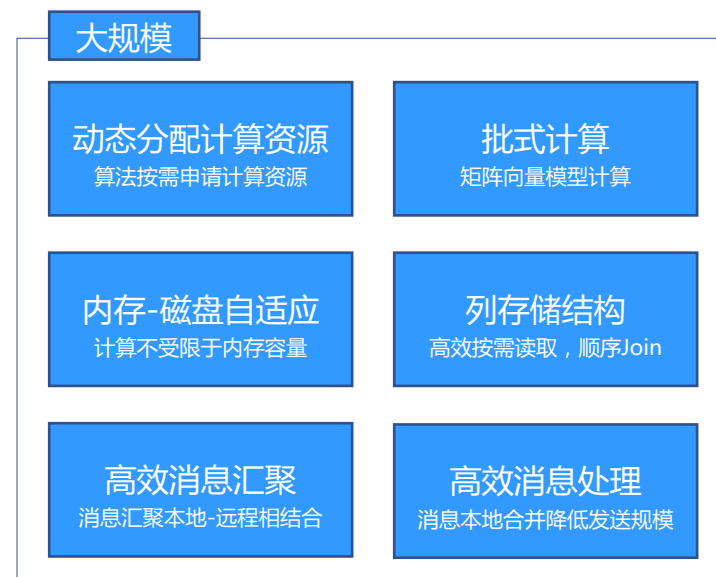 大规模
动态分配计算资源
算法按需申请计算资源
批式计算
矩阵向量模型计算
内存-磁盘自适应
计算不受限于内存容量
列存储结构
高效按需读取，顺序Join
高效消息汇聚
消息汇聚本地-远程相结合
高效消息处理
消息本地合并降低发送规模